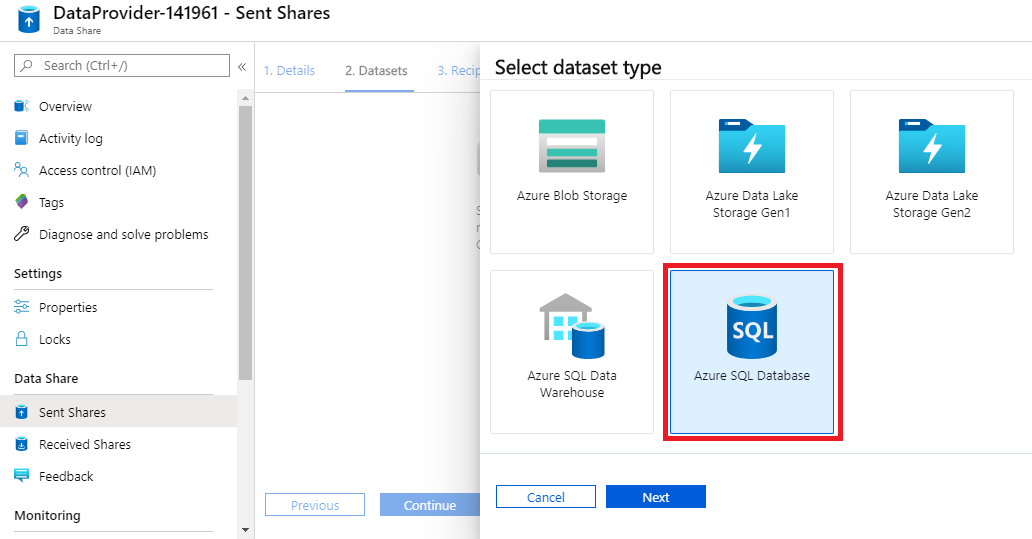 DataProvider-141961 - Sent Shares
Data Share
Search (Ctrl+/)
«
Overview
Activity log
Access control (IAM)
Tags
Diagnose and solve problems
Settings
Properties
Locks
Data Share
Sent Shares
Received Shares
Feedback
Monitoring
1. Details
2. Datasets
3. Recip
Previous
Continue
Select dataset type
Azure Blob Storage
Azure Data Lake
Storage Gen1
Azure Data Lake
Storage Gen2
Azure SQL Data
Warehouse
SQL
Azure SQL Database
Cancel
Next